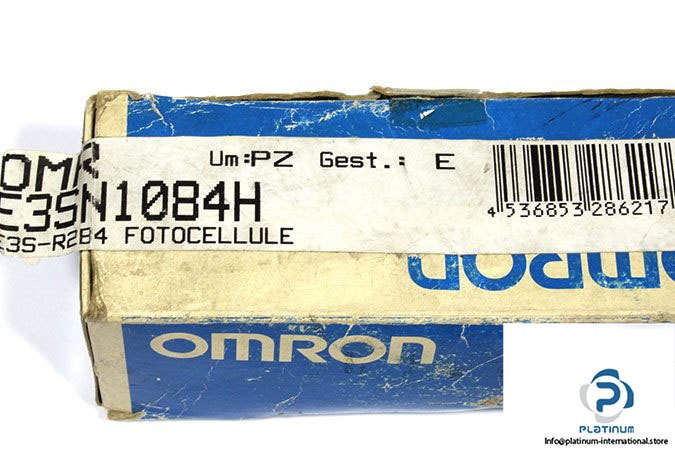 OMR
Um:PZ Gest.: E
E3SN1084H
E3S-R2B4 FOTOCELLULE
4 536853 286217
OMRON
OMRON
PLATINUM
Info@platinum-international.store